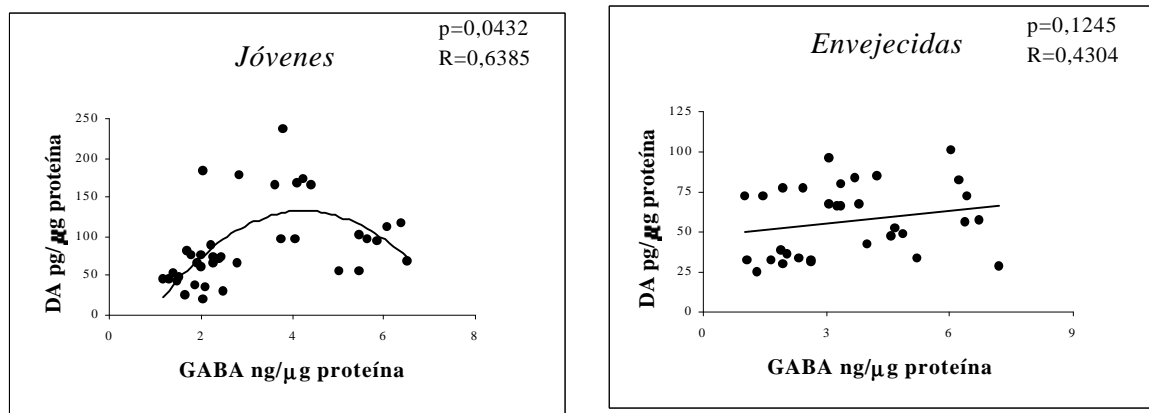 Jóvenes
p=0,0432
R=0,6385
DA pg/µg proteína
250
200
150
100
50
0
0 2 4 6 8
GABA ng/µg proteína
Envejecidas
p=0,1245
R=0,4304
DA pg/µg proteína
125
100
75
50
25
0
0 3 6 9
GABA ng/µg proteína